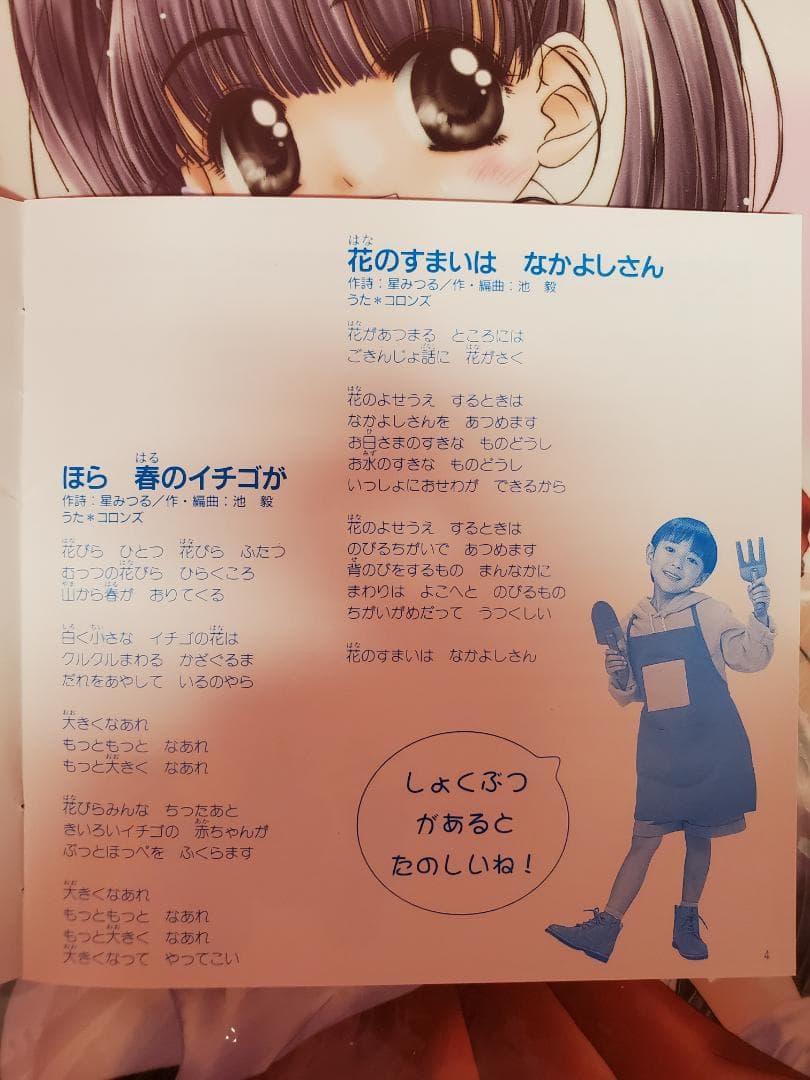 ほら 春のイチゴが
作詩:星みつる/作・編曲:池 毅
うた*コロンズ
花びら ひとつ 花びら ふたつ
むっつの花びら ひらくころ
山から春が おりてくる
白く小さな イチゴの花は
クルクルまわる かざぐるま
だれをあやして いるのやら
大きくなあれ
もっともっと なあれ
もっと大きく なあれ
花びらみんな ちったあと
きいろいイチゴの 赤ちゃんが
ぷっとほっぺを ふくらます
大きくなあれ
もっともっと なあれ
もっと大きく なあれ
大きくなって やってこい
花のすまいは なかよしさん
作詩:星みつる/作・編曲:池 毅
うた*コロンズ
花があつまる ところには
ごきんじょ話に 花がさく
花のよせうえ するときは
なかよしさんを あつめます
お日さまのすきな ものどうし
お水のすきな ものどうし
いっしょにおせわが できるから
花のよせうえ するときは
のびるちがいで あつめます
背のびをするもの まんなかに
まわりは よこへと のびるもの
ちがいがめだって うつくしい
花のすまいは なかよしさん
しょくぶつ
があると
たのしいね!
4